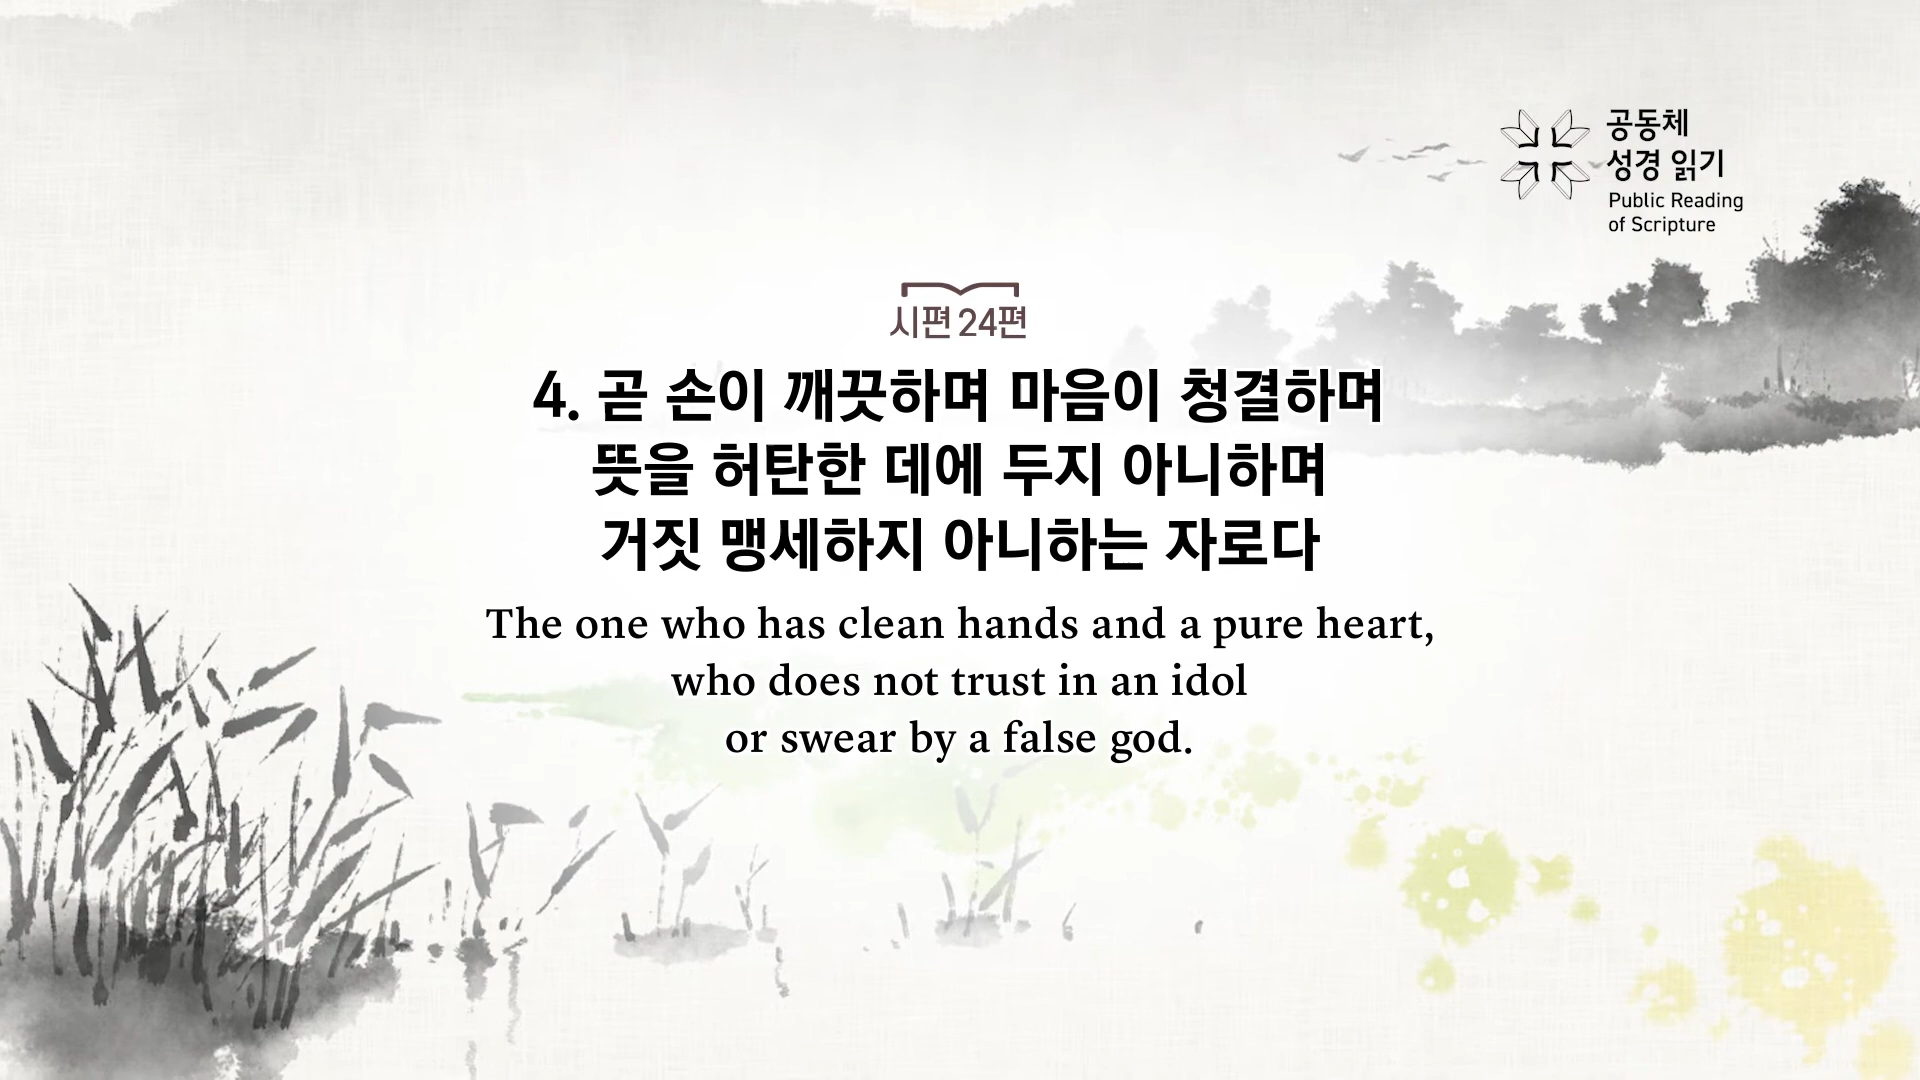 공동체
성경 읽기
Public Reading
of Scripture
시편 24편
4. 곧 손이 깨끗하며 마음이 청결하며
뜻을 허탄한 데에 두지 아니하며
거짓 맹세하지 아니하는 자로다
The one who has clean hands and a pure heart,
who does not trust in an idol
or swear by a false god.